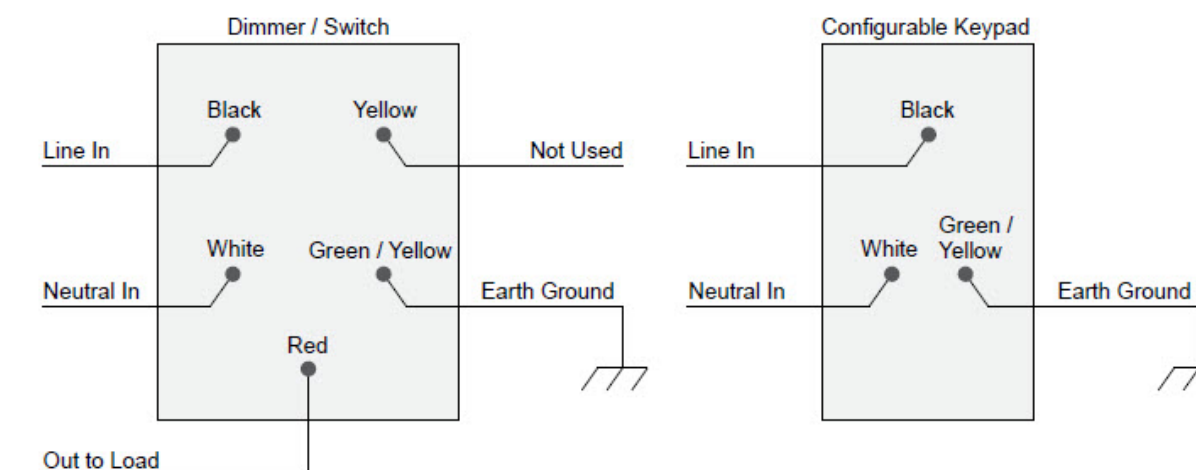 Dimmer / Switch
Black
Yellow
Line In
Not Used
White
Green / Yellow
Neutral In
Earth Ground
Red
Out to Load
Configurable Keypad
Black
Line In
Green /
White
Yellow
Neutral In
Earth Ground